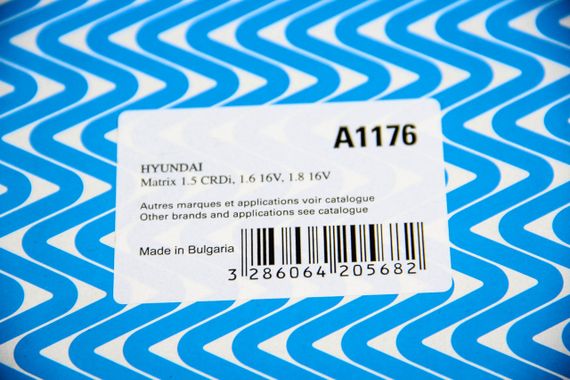 A1176
HYUNDAI
Matrix 1.5 CRDi, 1.6 16V, 1.8 16V
Autres marques et applications voir catalogue
Other brands and applications see catalogue
Made in Bulgaria
3 286064 205682